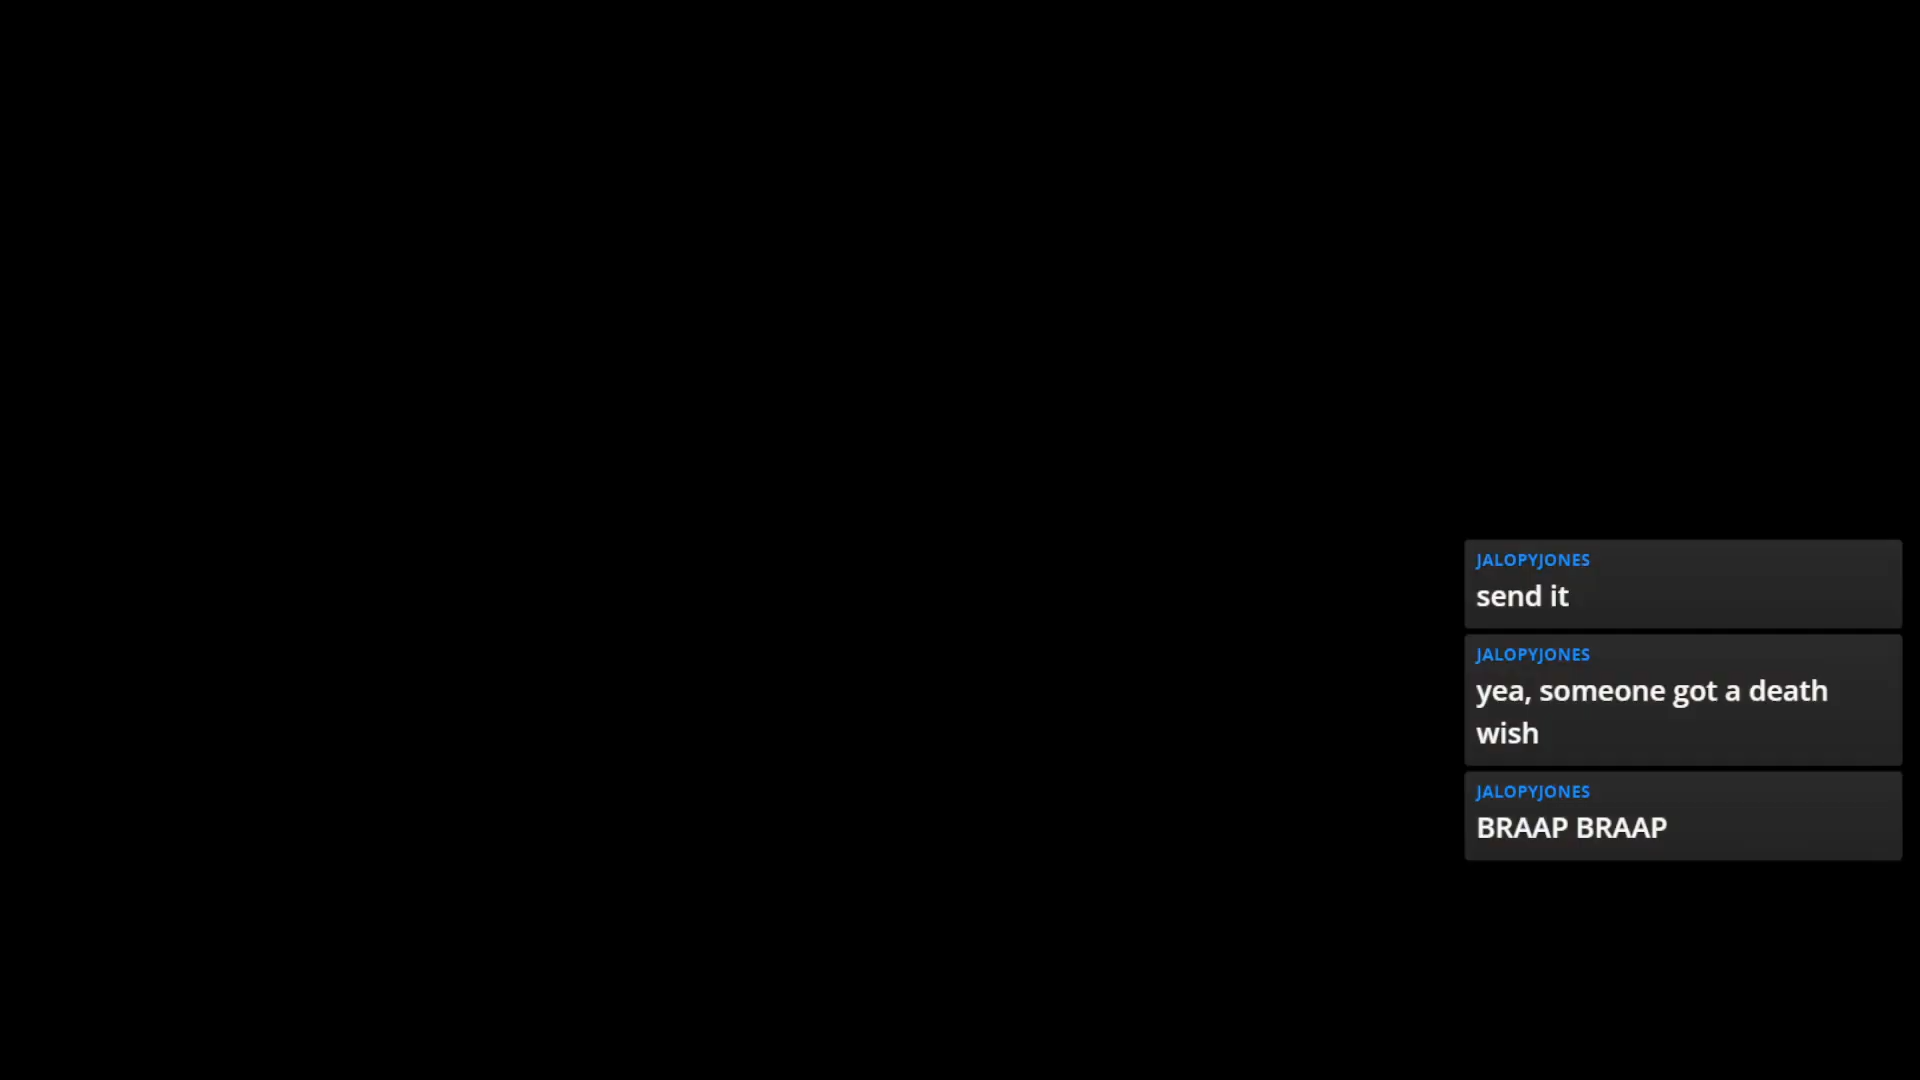 JALOPYJONES
send it
JALOPYJONES
yea, someone got a death
wish
JALOPYJONES
BRAAP BRAAP